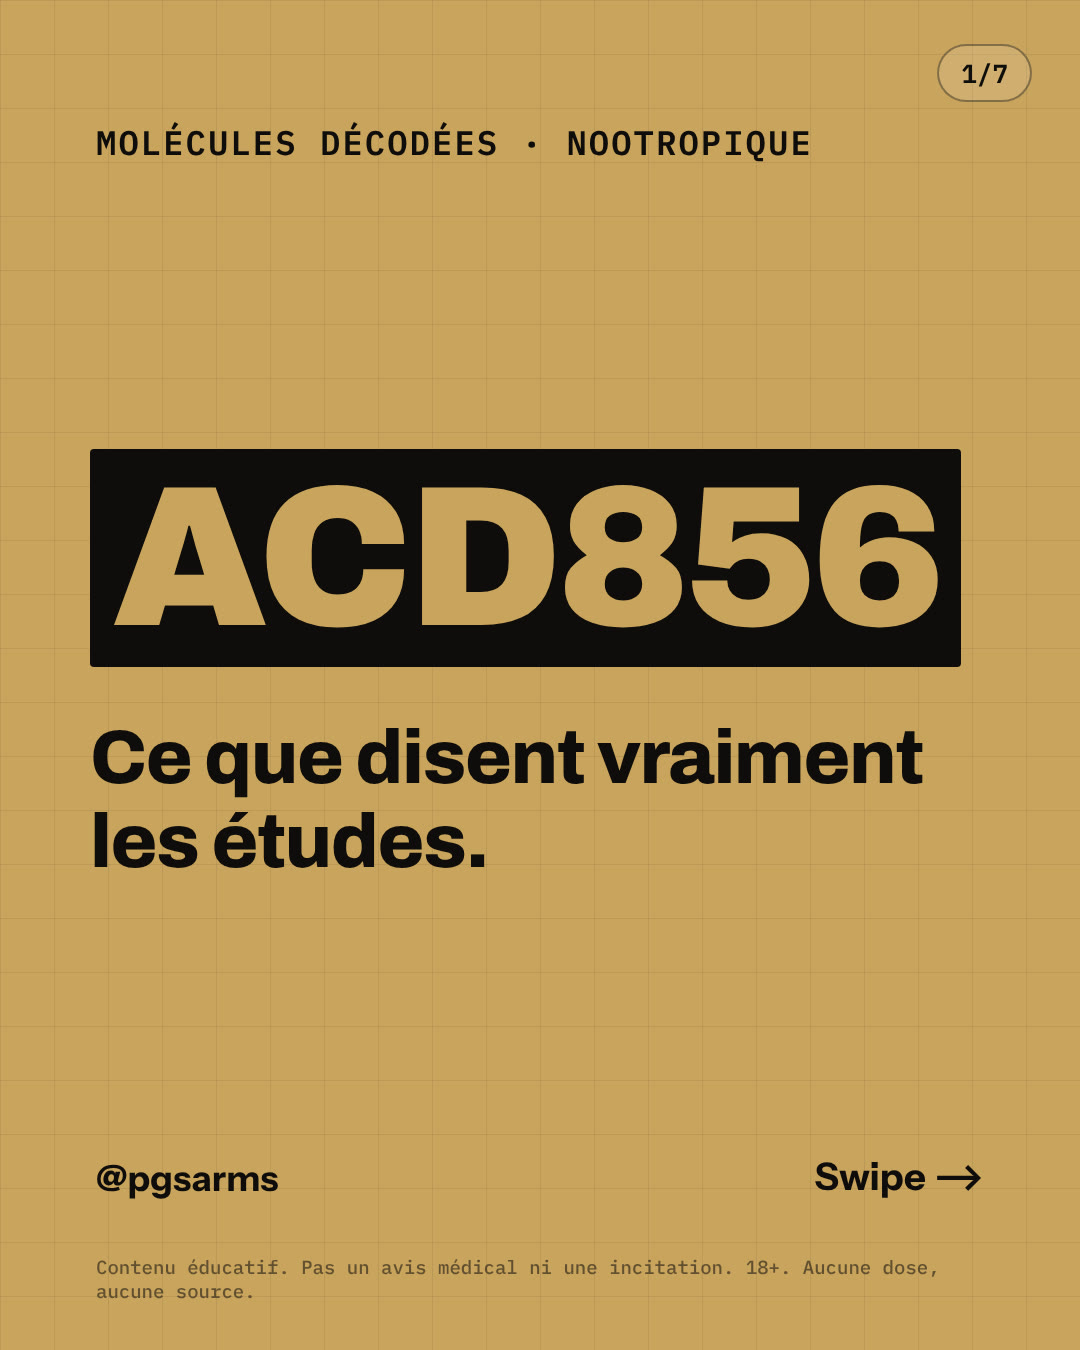 1/7
MOLÉCULES DÉCODÉES · NOOTROPIQUE
ACD856
Ce que disent vraiment
les études.
@pgsarms
Swipe →
Contenu éducatif. Pas un avis médical ni une incitation. 18+. Aucune dose,
aucune source.